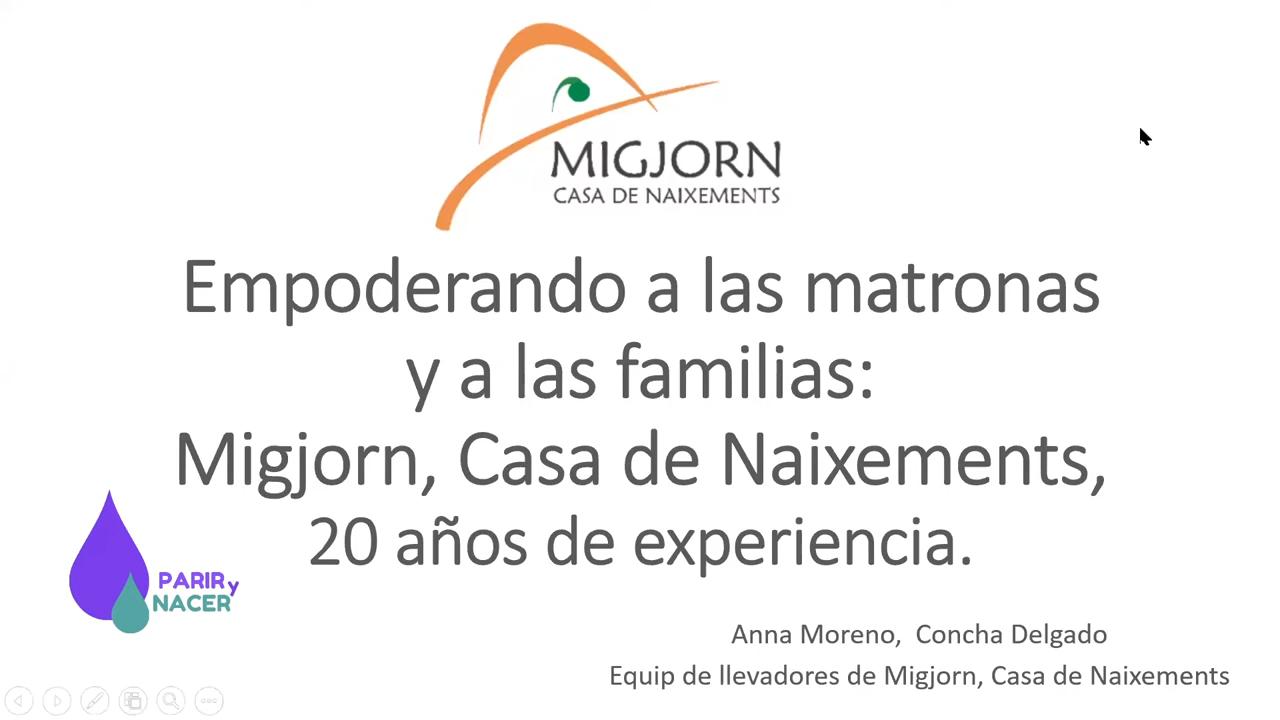 MIGJORN
CASA DE NAIXEMENTS
Empoderando a las matronas
y a las familias:
Migjorn, Casa de Naixements,
20 años de experiencia.
PARIR y
NACER
Anna Moreno, Concha Delgado
Equip de llevadores de Migjorn, Casa de Naixements